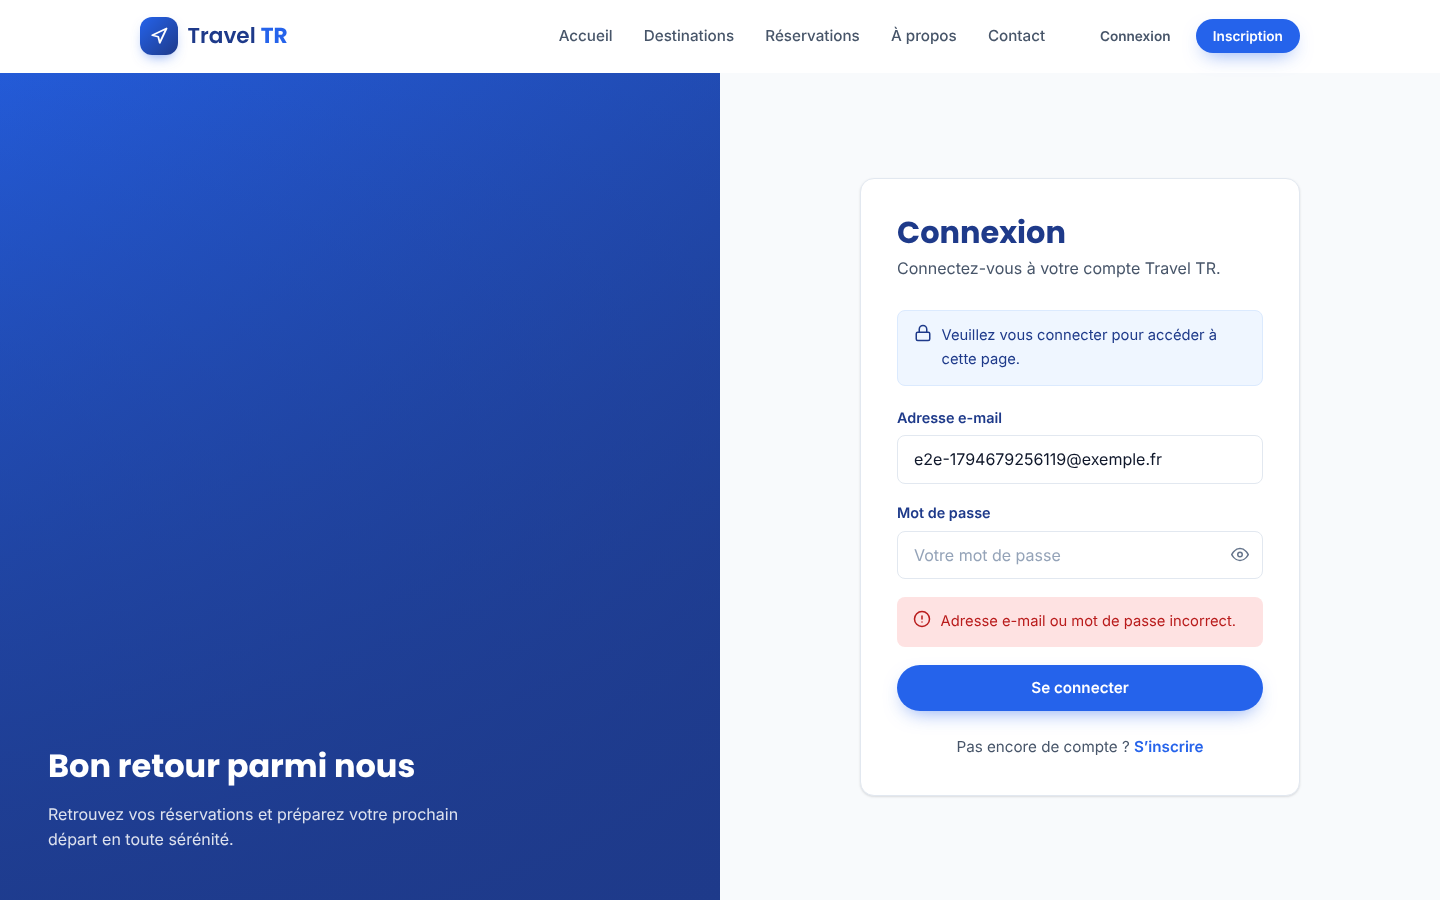 Travel TR
Accueil
Destinations
Réservations
À propos
Contact
Connexion
Inscription
Bon retour parmi nous
Retrouvez vos réservations et préparez votre prochain
départ en toute sérénité.
Connexion
Connectez-vous à votre compte Travel TR.
Veuillez vous connecter pour accéder à
cette page.
Adresse e-mail
e2e-1794679256119@exemple.fr
Mot de passe
Votre mot de passe
Adresse e-mail ou mot de passe incorrect.
Se connecter
Pas encore de compte ? S’inscrire